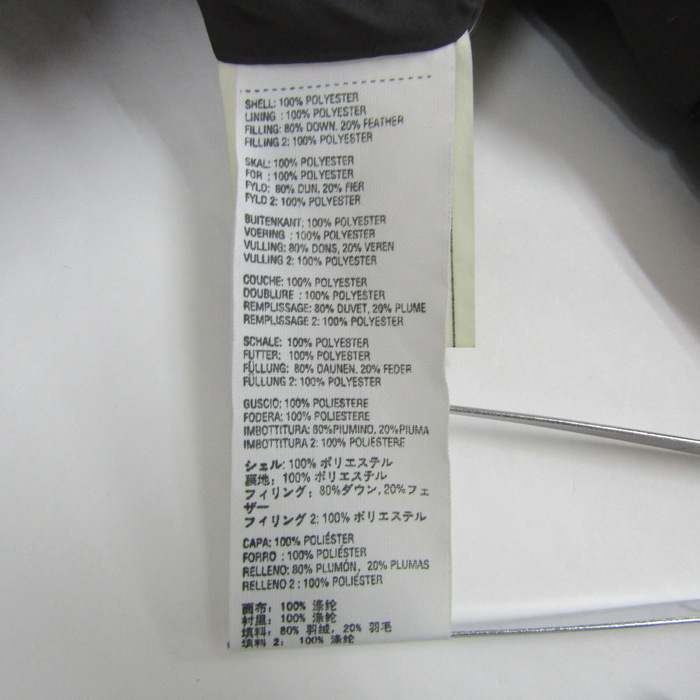 SHELL: 100% POLYESTER
LINING : 100% POLYESTER
FILLING: 80% DOWN, 20% FEATHER
FILLING 2: 100% POLYESTER
SKAL: 100% POLYESTER
FOR : 100% POLYESTER
FYLD: 80% DUN, 20% FIER
FYLD 2: 100% POLYESTER
BUITENKANT: 100% POLYESTER
VOERING : 100% POLYESTER
VULLING: 80% DONS, 20% VEREN
VULLING 2: 100% POLYESTER
COUCHE: 100% POLYESTER
DOUBLURE : 100% POLYESTER
REMPLISSAGE: 80% DUVET, 20% PLUME
REMPLISSAGE 2: 100% POLYESTER
SCHALE: 100% POLYESTER
FUTTER: 100% POLYESTER
FÜLLUNG: 80% DAUNEN, 20% FEDER
FÜLLUNG 2: 100% POLYESTER
GUSCIO: 100% POLIESTERE
FODERA: 100% POLIESTERE
IMBOTTITURA: 80%PIUMINO, 20%PIUMA
IMBOTTITURA 2: 100% POLIESTERE
シェル: 100% ポリエステル
裏地: 100% ポリエステル
フィリング: 80%ダウン, 20%フェ
ザー
フィリング 2: 100% ポリエステル
CAPA: 100% POLIÉSTER
FORRO : 100% POLIÉSTER
RELLENO: 80% PLUMÓN, 20% PLUMAS
RELLENO 2 : 100% POLIÉSTER
画布: 100% 涤纶
衬里: 100% 涤纶
填料: 80% 羽绒, 20% 羽毛
填料 2: 100% 涤纶